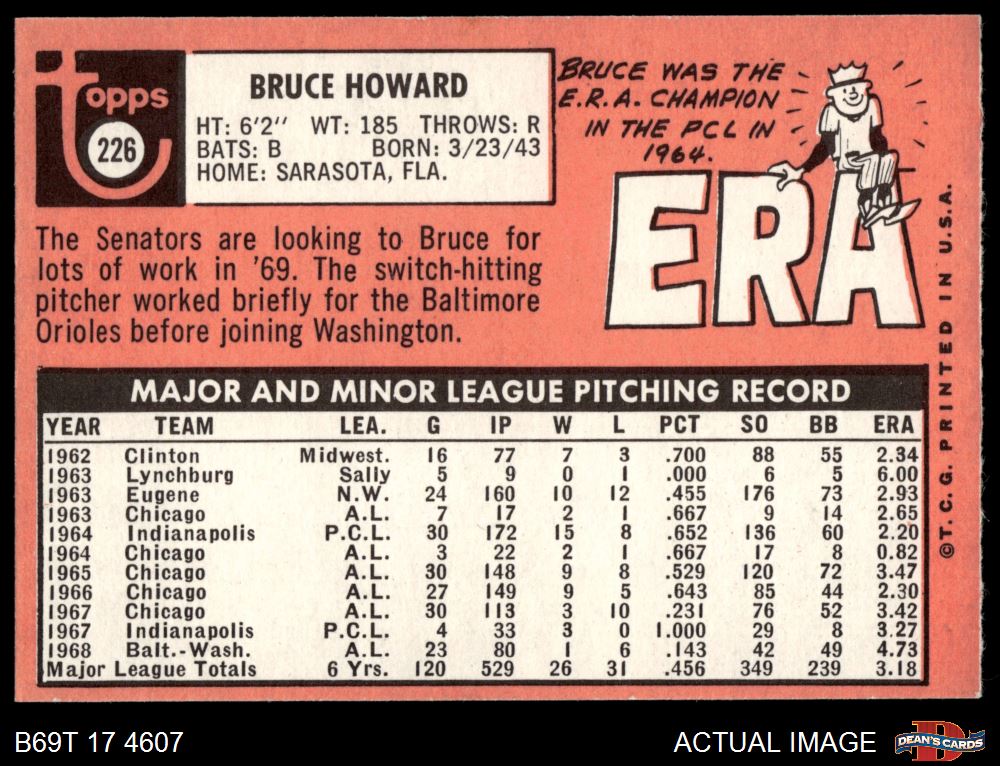 topps
226
BRUCE HOWARD
HT: 6'2" WT: 185 THROWS: R
BATS: B BORN: 3/23/43
HOME: SARASOTA, FLA.
BRUCE WAS THE
E.R.A. CHAMPION
IN THE PCL IN
1964.
ERA
The Senators are looking to Bruce for
lots of work in '69. The switch-hitting
pitcher worked briefly for the Baltimore
Orioles before joining Washington.
MAJOR AND MINOR LEAGUE PITCHING RECORD
YEAR TEAM LEA. G IP W L PCT SO BB ERA
1962 Clinton Midwest. 16 77 7 3 .700 88 55 2.34
1963 Lynchburg Sally 5 9 0 1 .000 6 5 6.00
1963 Eugene N.W. 24 160 10 12 .455 176 73 2.93
1963 Chicago A.L. 7 17 2 1 .667 9 14 2.65
1964 Indianapolis P.C.L. 30 172 15 8 .652 136 60 2.20
1964 Chicago A.L. 3 22 2 1 .667 17 8 0.82
1965 Chicago A.L. 30 148 9 8 .529 120 72 3.47
1966 Chicago A.L. 27 149 9 5 .643 85 44 2.30
1967 Chicago A.L. 30 113 3 10 .231 76 52 3.42
1967 Indianapolis P.C.L. 4 33 3 0 1.000 29 8 3.27
1968 Balt.-Wash. A.L. 23 80 1 6 .143 42 49 4.73
Major League Totals 6 Yrs. 120 529 26 31 .456 349 239 3.18
©T.C.G. PRINTED IN U.S.A.
B69T 17 4607
ACTUAL IMAGE
DEAN'S CARDS